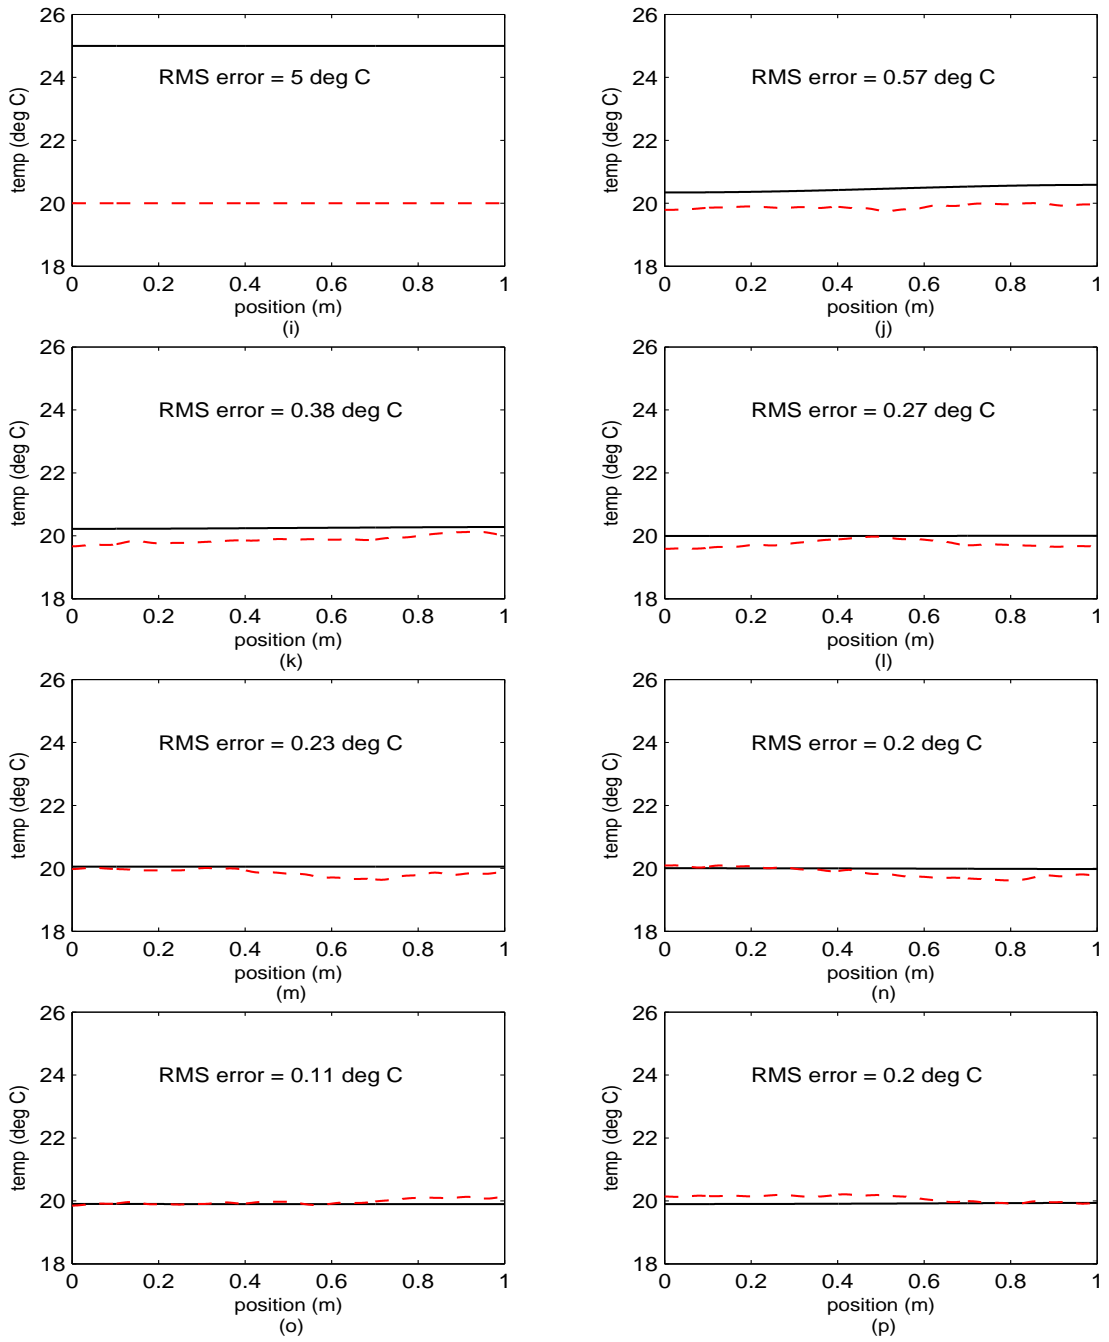 26
24
22
20
18
temp (deg C)
RMS error = 5 deg C
0 0.2 0.4 0.6 0.8 1
position (m)
(i)
26
24
22
20
18
temp (deg C)
RMS error = 0.57 deg C
0 0.2 0.4 0.6 0.8 1
position (m)
(j)
26
24
22
20
18
temp (deg C)
RMS error = 0.38 deg C
0 0.2 0.4 0.6 0.8 1
position (m)
(k)
26
24
22
20
18
temp (deg C)
RMS error = 0.27 deg C
0 0.2 0.4 0.6 0.8 1
position (m)
(l)
26
24
22
20
18
temp (deg C)
RMS error = 0.23 deg C
0 0.2 0.4 0.6 0.8 1
position (m)
(m)
26
24
22
20
18
temp (deg C)
RMS error = 0.2 deg C
0 0.2 0.4 0.6 0.8 1
position (m)
(n)
26
24
22
20
18
temp (deg C)
RMS error = 0.11 deg C
0 0.2 0.4 0.6 0.8 1
position (m)
(o)
26
24
22
20
18
temp (deg C)
RMS error = 0.2 deg C
0 0.2 0.4 0.6 0.8 1
position (m)
(p)